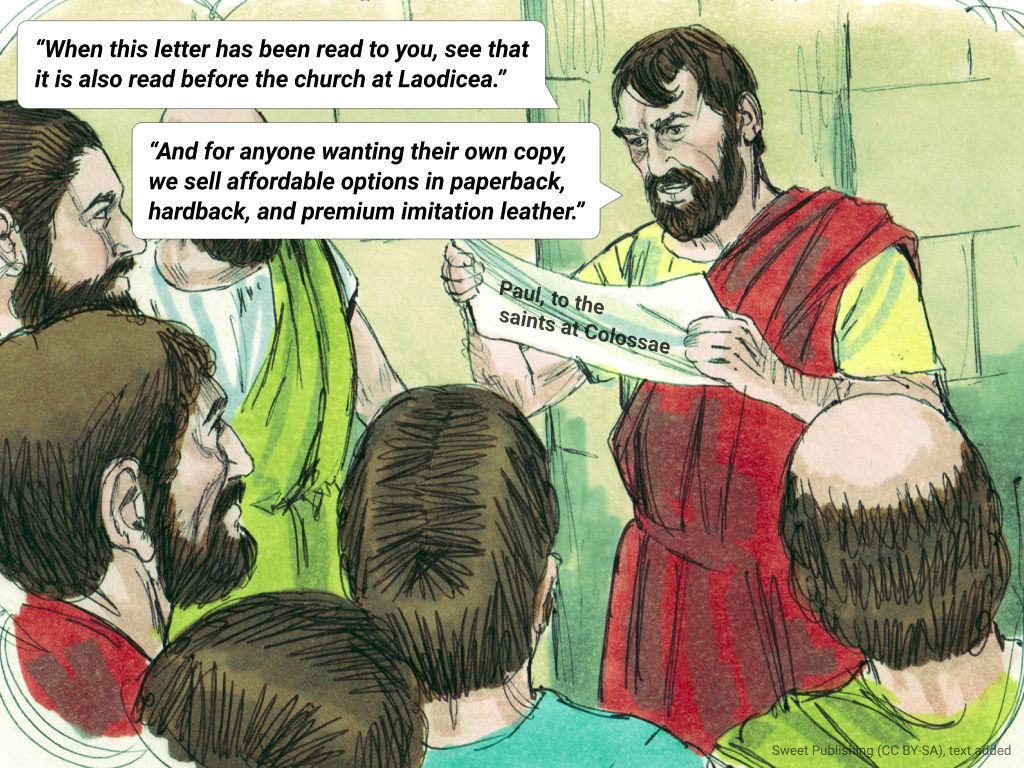 “When this letter has been read to you, see that
it is also read before the church at Laodicea.”
“And for anyone wanting their own copy,
we sell affordable options in paperback,
hardback, and premium imitation leather.”
Paul, to the
saints at Colossae
Sweet Publishing (CC BY-SA), text added